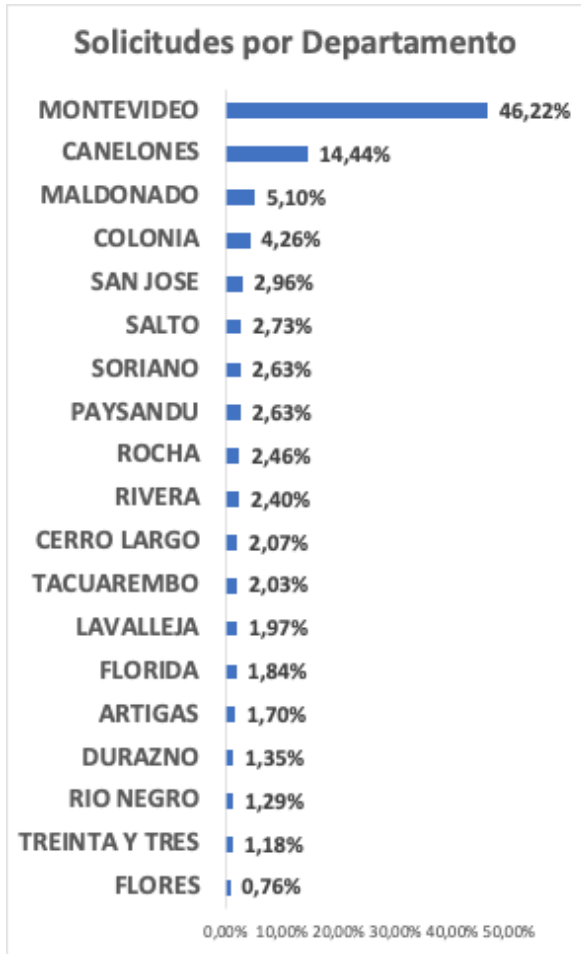 Solicitudes por Departamento
MONTEVIDEO 46,22%
CANELONES 14,44%
MALDONADO 5,10%
COLONIA 4,26%
SAN JOSE 2,96%
SALTO 2,73%
SORIANO 2,63%
PAYSANDU 2,63%
ROCHA 2,46%
RIVERA 2,40%
CERRO LARGO 2,07%
TACUAREMBO 2,03%
LAVALLEJA 1,97%
FLORIDA 1,84%
ARTIGAS 1,70%
DURAZNO 1,35%
RIO NEGRO 1,29%
TREINTA Y TRES 1,18%
FLORES 0,76%
0,00% 10,00% 20,00% 30,00% 40,00% 50,00%